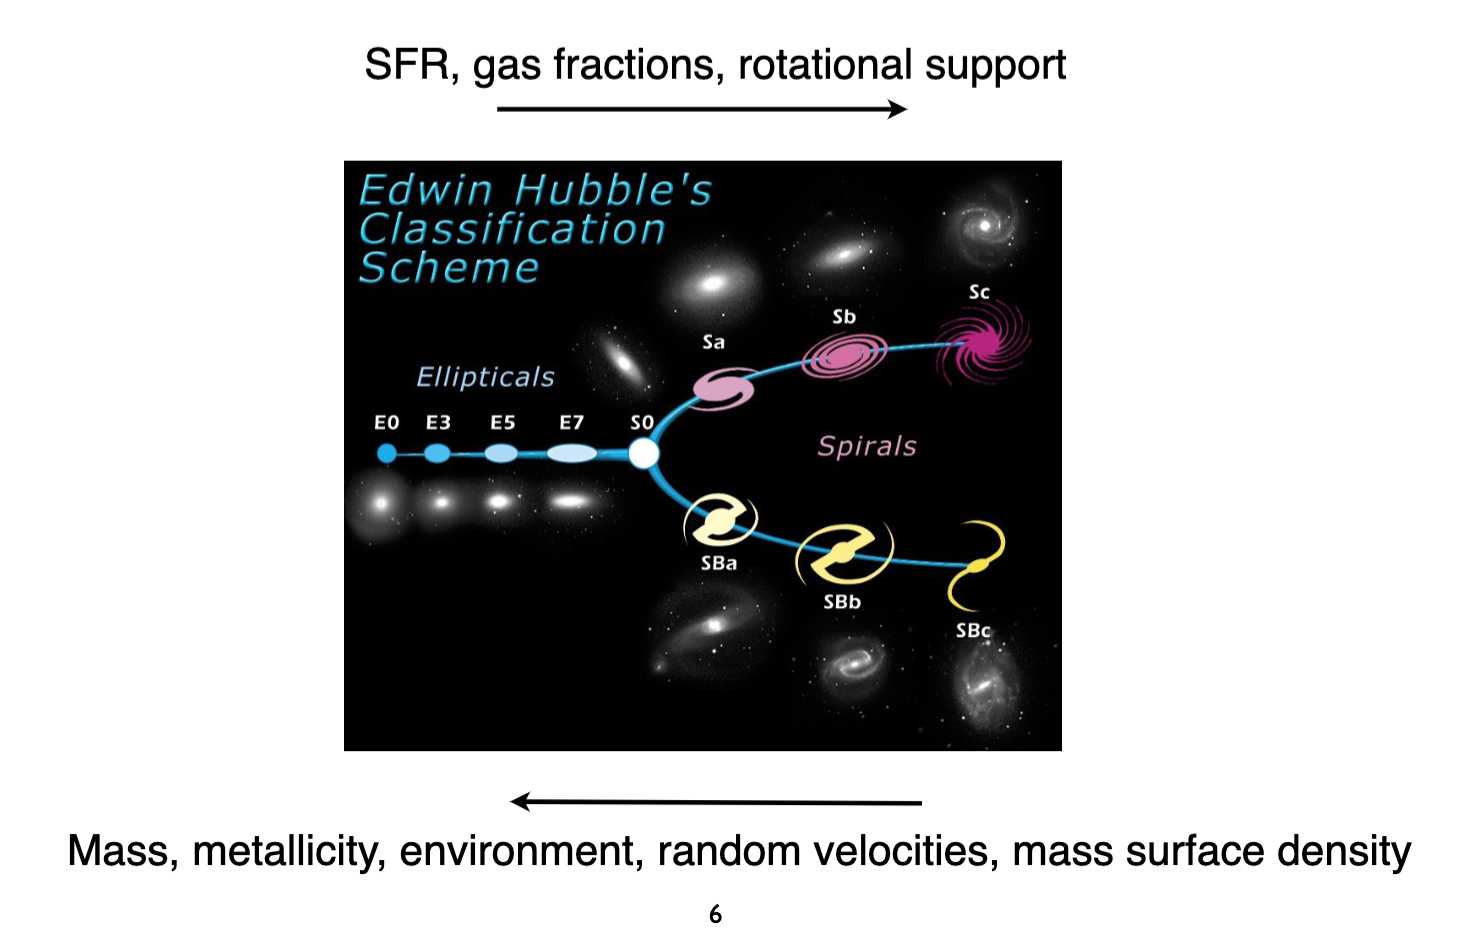 SFR, gas fractions, rotational support
Edwin Hubble's
Classification
Scheme
Sc
Sb
Sa
Ellipticals
E0 E3 E5 E7 S0
Spirals
SBa
SBb
SBc
Mass, metallicity, environment, random velocities, mass surface density
6